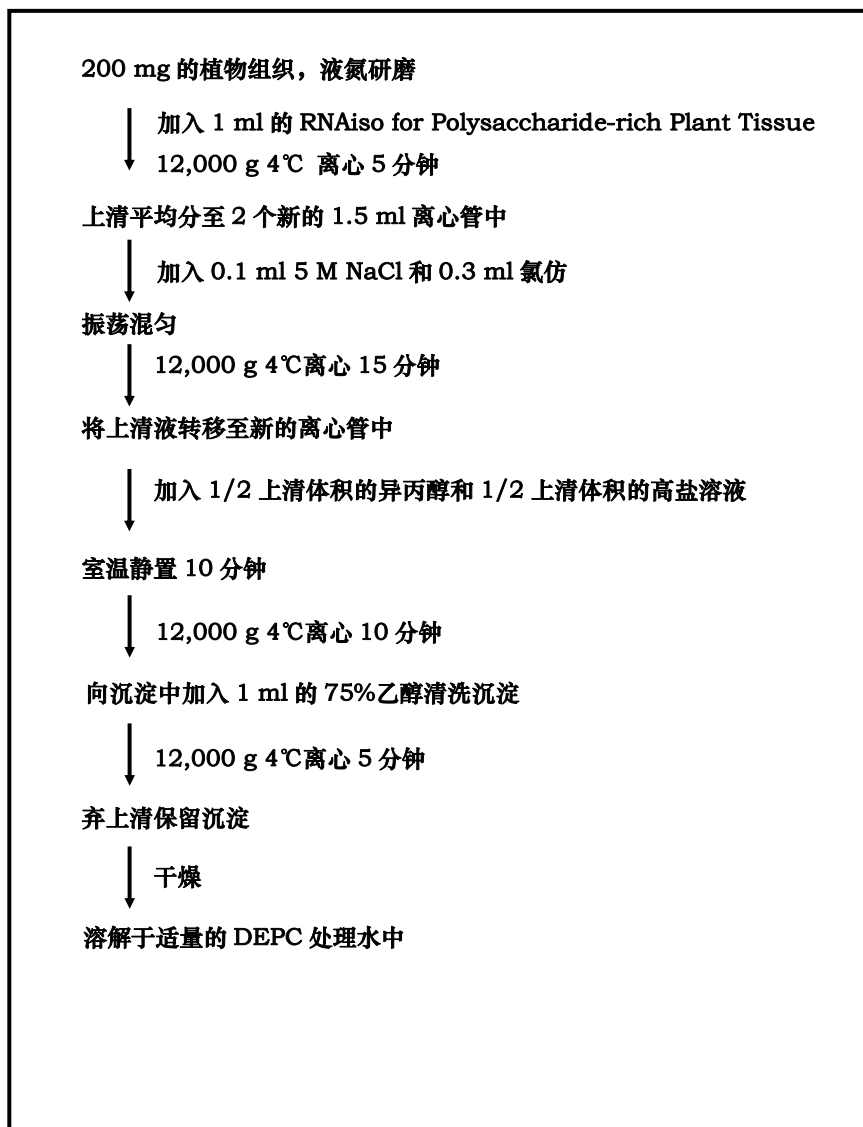 200 mg 的植物组织，液氮研磨
加入 1 ml 的 RNAiso for Polysaccharide-rich Plant Tissue
12,000 g 4℃ 离心 5 分钟
上清平均分至 2 个新的 1.5 ml 离心管中
加入 0.1 ml 5 M NaCl 和 0.3 ml 氯仿
振荡混匀
12,000 g 4℃离心 15 分钟
将上清液转移至新的离心管中
加入 1/2 上清体积的异丙醇和 1/2 上清体积的高盐溶液
室温静置 10 分钟
12,000 g 4℃离心 10 分钟
向沉淀中加入 1 ml 的 75%乙醇清洗沉淀
12,000 g 4℃离心 5 分钟
弃上清保留沉淀
干燥
溶解于适量的 DEPC 处理水中